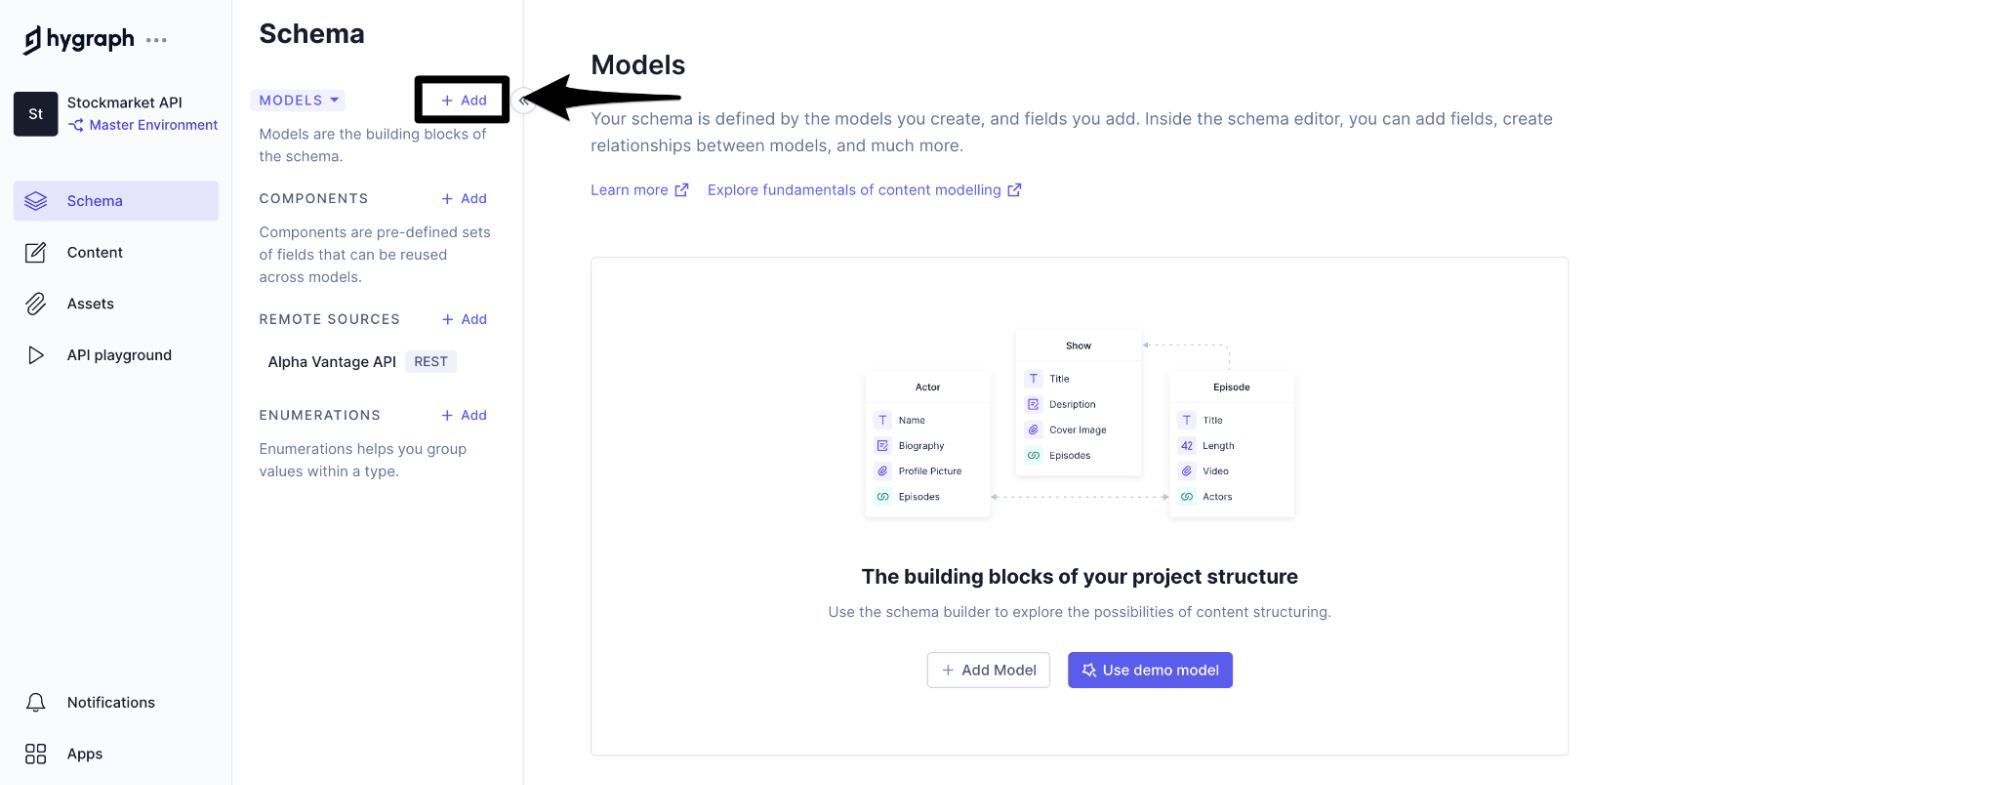 hygraph
St
Stockmarket API
Master Environment
Schema
Content
Assets
API playground
Notifications
Apps
Schema
MODELS
+ Add
Models are the building blocks of
the schema.
COMPONENTS
+ Add
Components are pre-defined sets
of fields that can be reused
across models.
REMOTE SOURCES
+ Add
Alpha Vantage API
REST
ENUMERATIONS
+ Add
Enumerations helps you group
values within a type.
Models
Your schema is defined by the models you create, and fields you add. Inside the schema editor, you can add fields, create
relationships between models, and much more.
Learn more
Explore fundamentals of content modelling
Actor
T Name
Biography
Profile Picture
Episodes
Show
T Title
Desription
Cover Image
Episodes
Episode
T Title
42 Length
Video
Actors
The building blocks of your project structure
Use the schema builder to explore the possibilities of content structuring.
+ Add Model
Use demo model